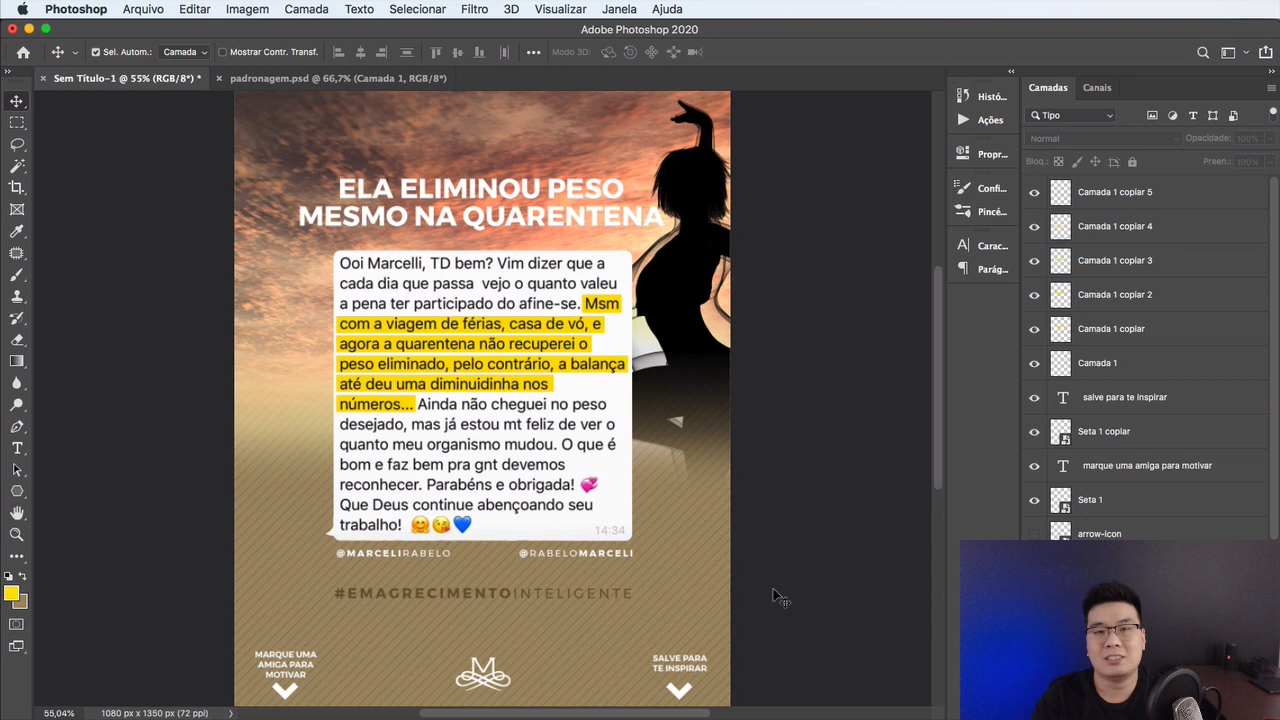 Photoshop Arquivo Editar Imagem Camada Texto Selecionar Filtro 3D Visualizar Janela Ajuda
Adobe Photoshop 2020
Sel. Autom.: Camada Mostrar Contr. Transf. Modo 3D:
Sem Título-1 @ 55% (RGB/8*) * padronagem.psd @ 66,7% (Camada 1, RGB/8*)
ELA ELIMINOU PESO
MESMO NA QUARENTENA
Ooi Marcelli, TD bem? Vim dizer que a
cada dia que passa vejo o quanto valeu
a pena ter participado do afine-se. Msm
com a viagem de férias, casa de vó, e
agora a quarentena não recuperei o
peso eliminado, pelo contrário, a balança
até deu uma diminuidinha nos
números... Ainda não cheguei no peso
desejado, mas já estou mt feliz de ver o
quanto meu organismo mudou. O que é
bom e faz bem pra gnt devemos
reconhecer. Parabéns e obrigada! 💞
Que Deus continue abençoando seu
trabalho! 🤗😘💙
14:34
@MARCELIRABELO @RABELOMARCELI
#EMAGRECIMENTOINTELIGENTE
MARQUE UMA
AMIGA PARA
MOTIVAR
M
SALVE PARA
TE INSPIRAR
55,04% 1080 px x 1350 px (72 ppi)
Histó...
Ações
Propr...
Confi...
Pincé...
Carac...
Parág...
Camadas Canais
Tipo
Normal Opacidade: 100%
Bloq.: Preen.: 100%
Camada 1 copiar 5
Camada 1 copiar 4
Camada 1 copiar 3
Camada 1 copiar 2
Camada 1 copiar
Camada 1
salve para te inspirar
Seta 1 copiar
marque uma amiga para motivar
Seta 1
arrow-icon